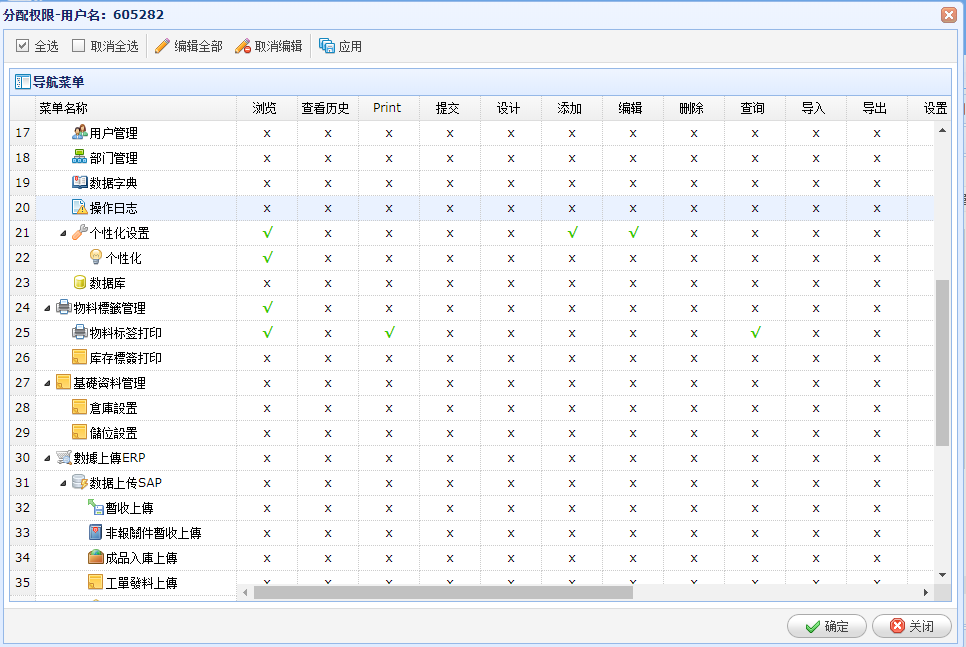 分配权限-用户名：605282
全选 取消全选 编辑全部 取消编辑 应用
导航菜单
菜单名称 浏览 查看历史 Print 提交 设计 添加 编辑 删除 查询 导入 导出 设置
17 用户管理 x x x x x x x x x x x
18 部门管理 x x x x x x x x x x x
19 数据字典 x x x x x x x x x x x
20 操作日志 x x x x x x x x x x x
21 个性化设置 √ x x x x √ √ x x x x
22 个性化 √ x x x x x x x x x x
23 数据库 x x x x x x x x x x x
24 物料標籤管理 √ x x x x x x x x x x
25 物料标签打印 √ x √ x x x x x √ x x
26 库存標簽打印 x x x x x x x x x x x
27 基礎資料管理 x x x x x x x x x x x
28 倉庫設置 x x x x x x x x x x x
29 儲位設置 x x x x x x x x x x x
30 數據上傳ERP x x x x x x x x x x x
31 数据上传SAP x x x x x x x x x x x
32 暫收上傳 x x x x x x x x x x x
33 非報關件暫收上傳 x x x x x x x x x x x
34 成品入庫上傳 x x x x x x x x x x x
35 工單發料上傳 x x x x x x x x x x x
确定 关闭